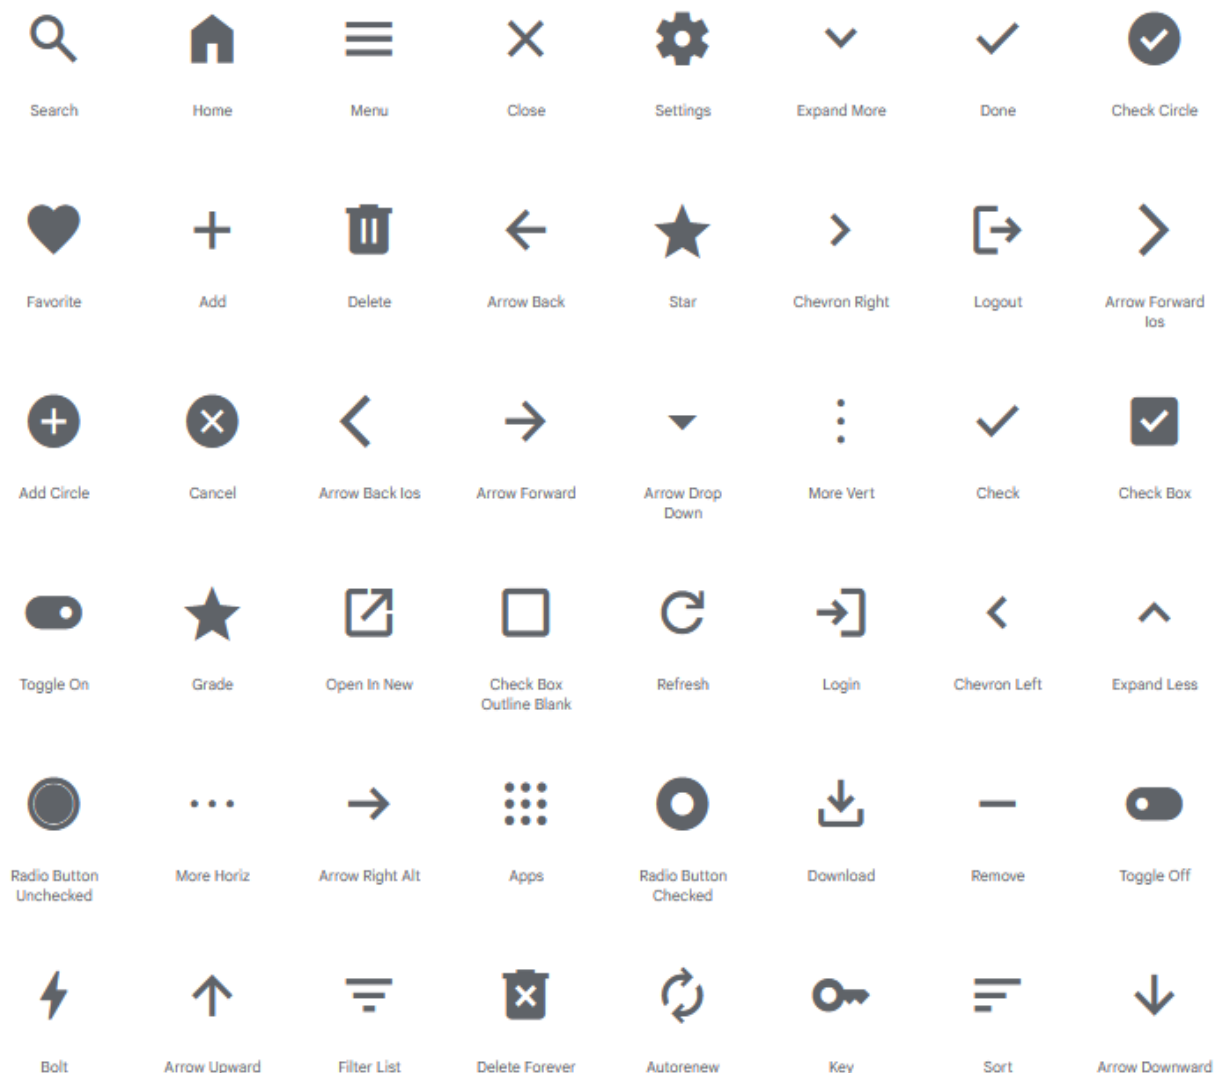 Search
Home
Menu
Close
Settings
Expand More
Done
Check Circle
Favorite
Add
Delete
Arrow Back
Star
Chevron Right
Logout
Arrow Forward
Ios
Add Circle
Cancel
Arrow Back Ios
Arrow Forward
Arrow Drop
Down
More Vert
Check
Check Box
Toggle On
Grade
Open In New
Check Box
Outline Blank
Refresh
Login
Chevron Left
Expand Less
Radio Button
Unchecked
More Horiz
Arrow Right Alt
Apps
Radio Button
Checked
Download
Remove
Toggle Off
Bolt
Arrow Upward
Filter List
Delete Forever
Autorenew
Key
Sort
Arrow Downward